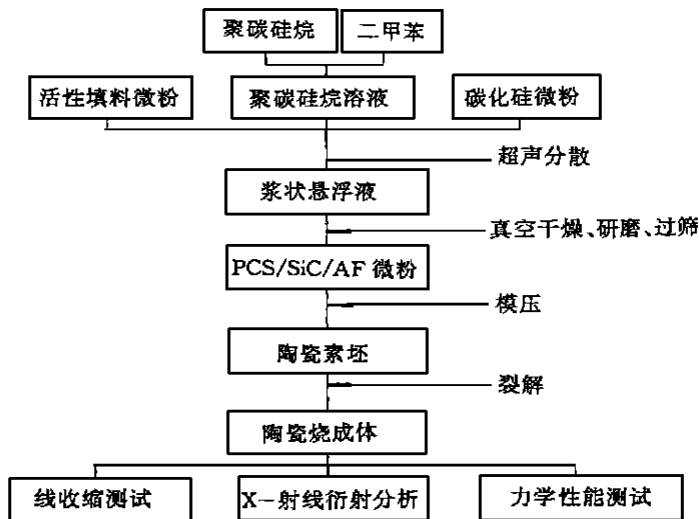 聚碳硅烷
二甲苯
活性填料微粉
聚碳硅烷溶液
碳化硅微粉
超声分散
浆状悬浮液
真空干燥、研磨、过筛
PCS/SiC/AF 微粉
模压
陶瓷素坯
裂解
陶瓷烧成体
线收缩测试
X-射线衍射分析
力学性能测试